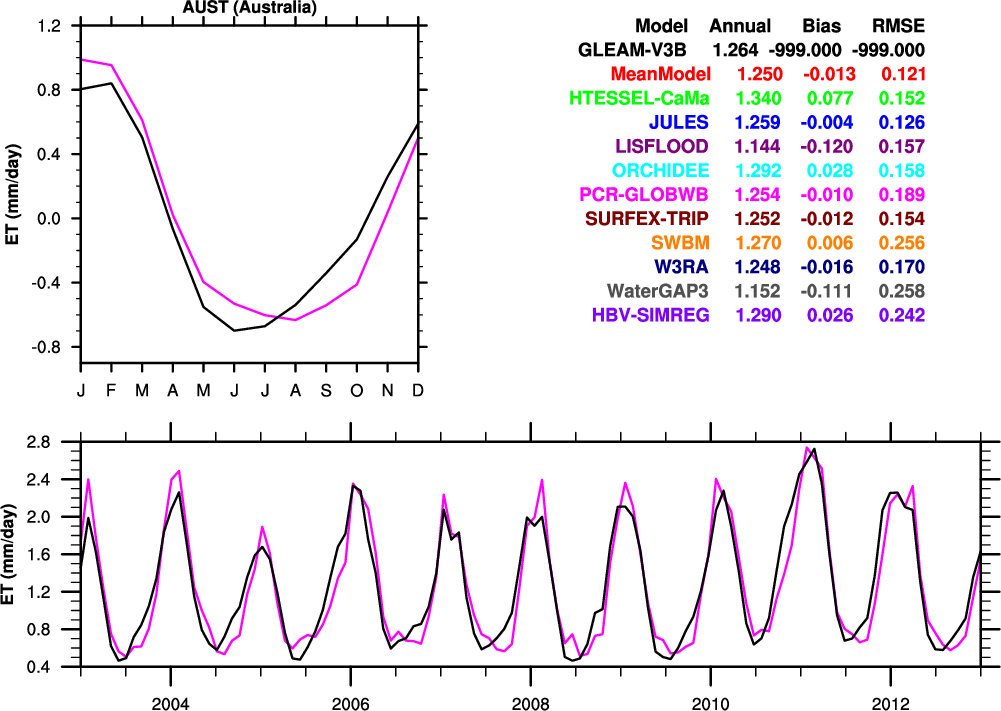 AUST (Australia)
Model Annual Bias RMSE
GLEAM-V3B 1.264 -999.000 -999.000
MeanModel 1.250 -0.013 0.121
HTESSEL-CaMa 1.340 0.077 0.152
JULES 1.259 -0.004 0.126
LISFLOOD 1.144 -0.120 0.157
ORCHIDEE 1.292 0.028 0.158
PCR-GLOBWB 1.254 -0.010 0.189
SURFEX-TRIP 1.252 -0.012 0.154
SWBM 1.270 0.006 0.256
W3RA 1.248 -0.016 0.170
WaterGAP3 1.152 -0.111 0.258
HBV-SIMREG 1.290 0.026 0.242
ET (mm/day)
1.2
0.8
0.4
0.0
-0.4
-0.8
J F M A M J J A S O N D
ET (mm/day)
2.8
2.4
2.0
1.6
1.2
0.8
0.4
2004 2006 2008 2010 2012